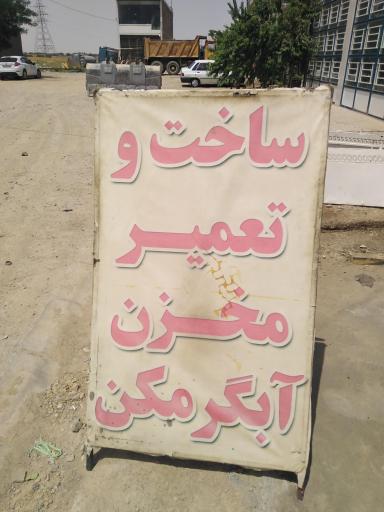 ساخت و
تعمیر
مخزن
آبگرمکن